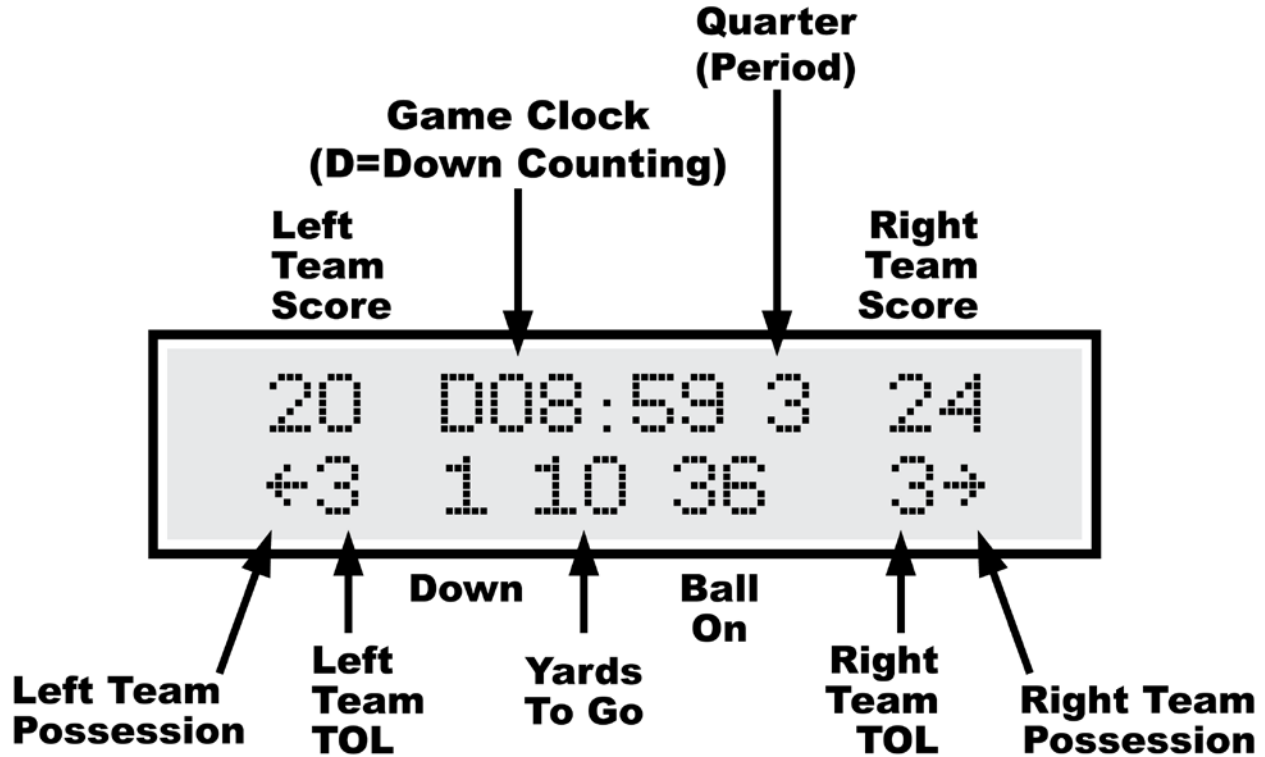 Quarter
(Period)
Game Clock
(D=Down Counting)
Left
Team
Score
Right
Team
Score
20 D08:59 3 24
←3 1 10 36 3→
Down
Ball
On
Left Team
Possession
Left
Team
TOL
Yards
To Go
Right
Team
TOL
Right Team
Possession